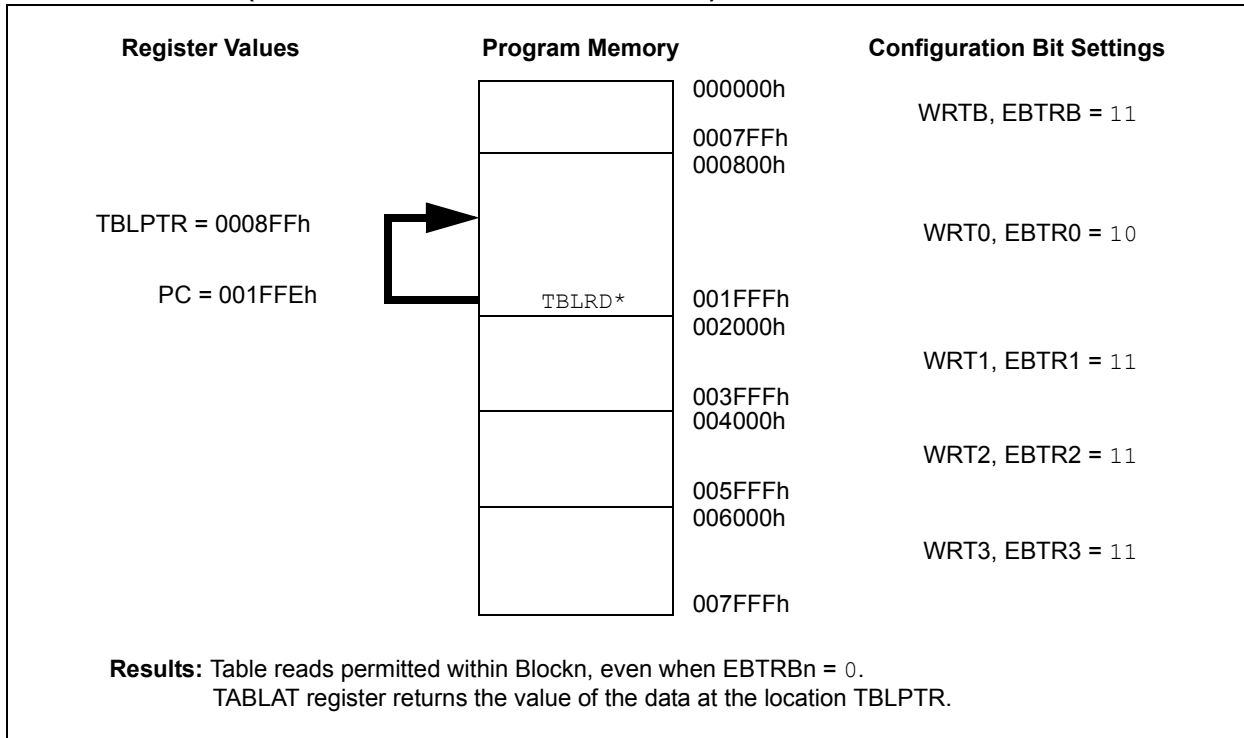 Register Values
Program Memory
Configuration Bit Settings
000000h
WRTB, EBTRB = 11
0007FFh
000800h
TBLPTR = 0008FFh
WRT0, EBTR0 = 10
PC = 001FFEh
TBLRD*
001FFFh
002000h
WRT1, EBTR1 = 11
003FFFh
004000h
WRT2, EBTR2 = 11
005FFFh
006000h
WRT3, EBTR3 = 11
007FFFh
Results: Table reads permitted within Blockn, even when EBTRBn = 0.
TABLAT register returns the value of the data at the location TBLPTR.